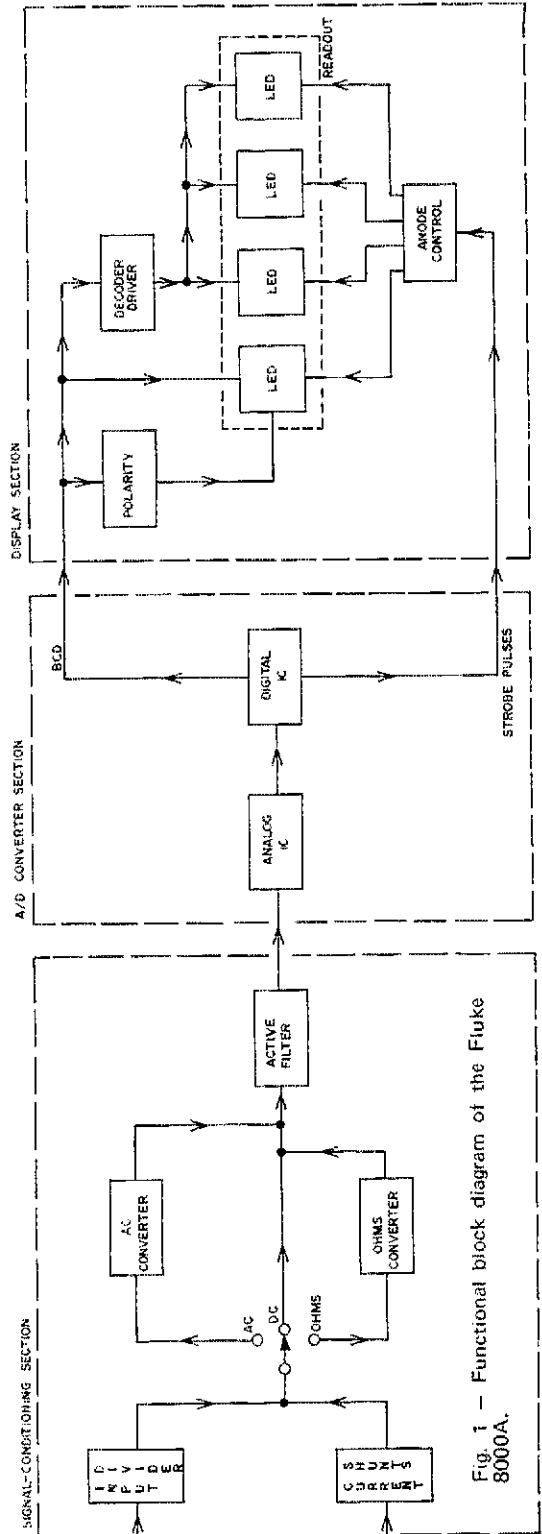 SIGNAL-CONDITIONING SECTION
INPUT
DIVIDER
CURRENT
SHUNTS
AC
DC
OHMS
AC
CONVERTER
OHMS
CONVERTER
ACTIVE
FILTER
A/D CONVERTER SECTION
ANALOG
IC
DIGITAL
IC
BCD
STROBE PULSES
DISPLAY SECTION
POLARITY
DECODER
DRIVER
LED
LED
LED
LED
READOUT
ANODE
CONTROL
Fig. 1 — Functional block diagram of the Fluke
8000A.